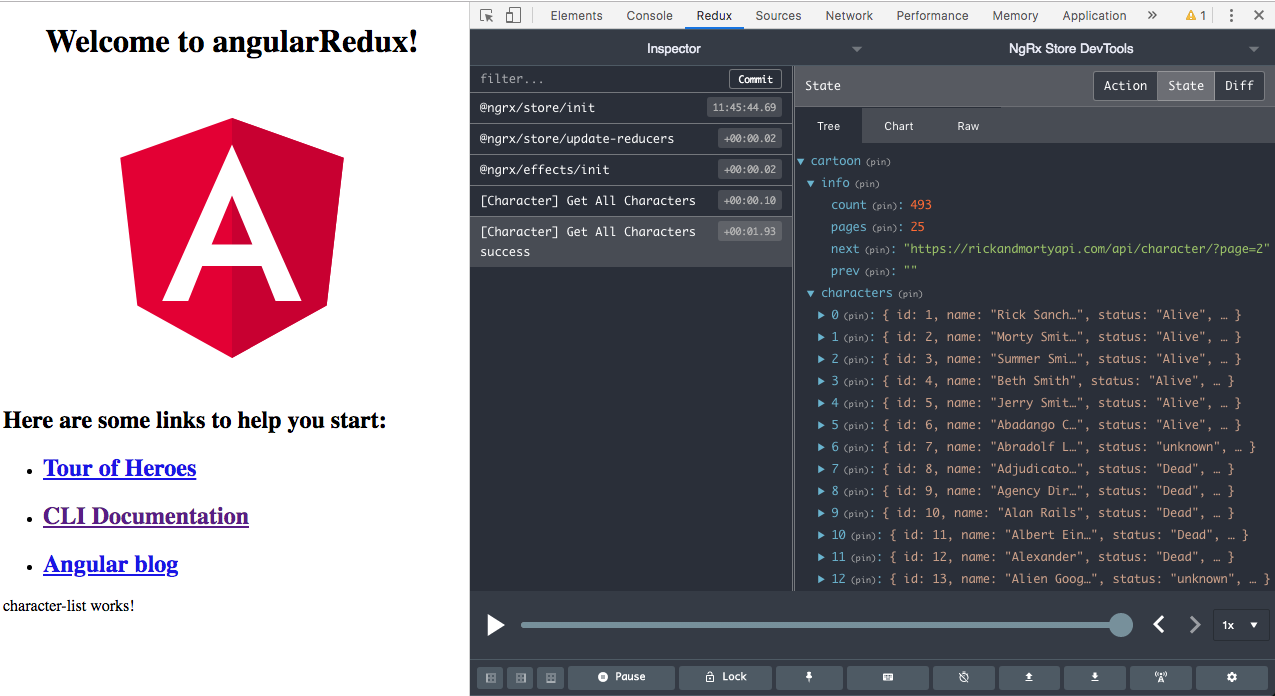 Welcome to angularRedux!
Here are some links to help you start:
Tour of Heroes
CLI Documentation
Angular blog
character-list works!
Elements Console Redux Sources Network Performance Memory Application » 1
Inspector NgRx Store DevTools
filter... Commit
@ngrx/store/init 11:45:44.69
@ngrx/store/update-reducers +00:00.02
@ngrx/effects/init +00:00.02
[Character] Get All Characters +00:00.10
[Character] Get All Characters +00:01.93
success
State Action State Diff
Tree Chart Raw
cartoon (pin)
info (pin)
count (pin): 493
pages (pin): 25
next (pin): "https://rickandmortyapi.com/api/character/?page=2"
prev (pin): ""
characters (pin)
0 (pin): { id: 1, name: "Rick Sanch…", status: "Alive", … }
1 (pin): { id: 2, name: "Morty Smit…", status: "Alive", … }
2 (pin): { id: 3, name: "Summer Smi…", status: "Alive", … }
3 (pin): { id: 4, name: "Beth Smith", status: "Alive", … }
4 (pin): { id: 5, name: "Jerry Smit…", status: "Alive", … }
5 (pin): { id: 6, name: "Abadango C…", status: "Alive", … }
6 (pin): { id: 7, name: "Abradolf L…", status: "unknown", … }
7 (pin): { id: 8, name: "Adjudicato…", status: "Dead", … }
8 (pin): { id: 9, name: "Agency Dir…", status: "Dead", … }
9 (pin): { id: 10, name: "Alan Rails", status: "Dead", … }
10 (pin): { id: 11, name: "Albert Ein…", status: "Dead", … }
11 (pin): { id: 12, name: "Alexander", status: "Dead", … }
12 (pin): { id: 13, name: "Alien Goog…", status: "unknown", … }
1x
Pause Lock